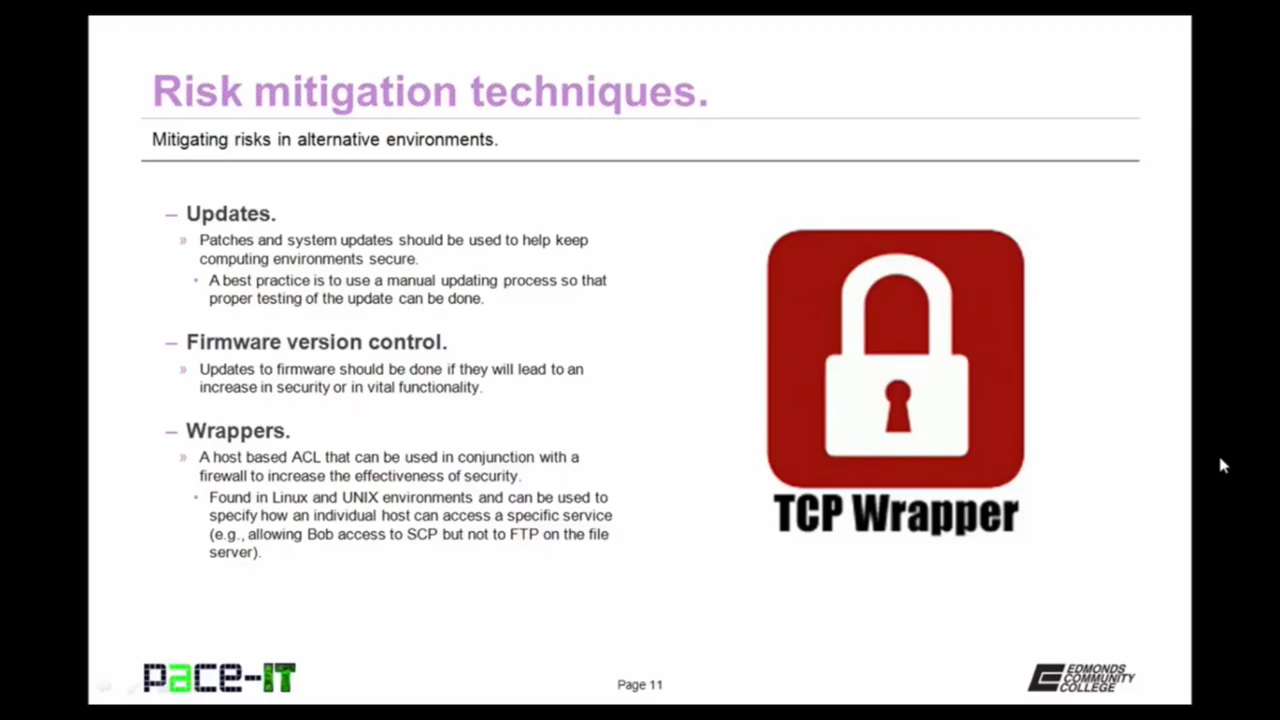 Risk mitigation techniques.
Mitigating risks in alternative environments.
– Updates.
» Patches and system updates should be used to help keep
computing environments secure.
• A best practice is to use a manual updating process so that
proper testing of the update can be done.
– Firmware version control.
» Updates to firmware should be done if they will lead to an
increase in security or in vital functionality.
– Wrappers.
» A host based ACL that can be used in conjunction with a
firewall to increase the effectiveness of security.
• Found in Linux and UNIX environments and can be used to
specify how an individual host can access a specific service
(e.g., allowing Bob access to SCP but not to FTP on the file
server).
TCP Wrapper
pace-IT
Page 11
EDMONDS
COMMUNITY
COLLEGE